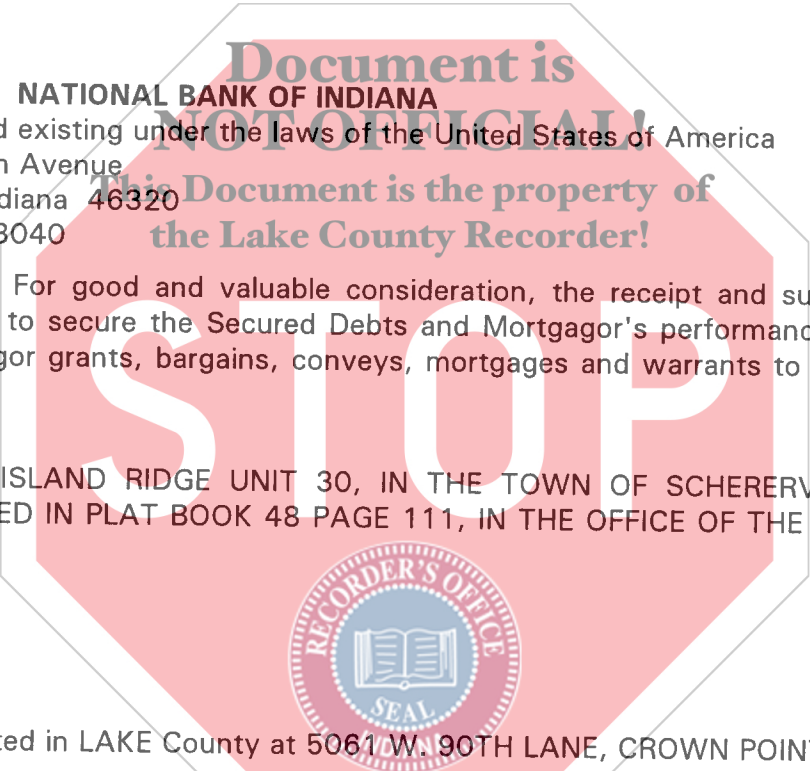 Document is
NATIONAL BANK OF INDIANA
NOT OFFICIAL!
d existing under the laws of the United States of America
n Avenue
This Document is the property of
diana 46320
3040
the Lake County Recorder!
For good and valuable consideration, the receipt and su
to secure the Secured Debts and Mortgagor's performanc
gor grants, bargains, conveys, mortgages and warrants to
STOP
ISLAND RIDGE UNIT 30, IN THE TOWN OF SCHERERV
ED IN PLAT BOOK 48 PAGE 111, IN THE OFFICE OF THE
RECORDER'S OFFICE
SEAL
ted in LAKE County at 5061 W. 90TH LANE, CROWN POINT